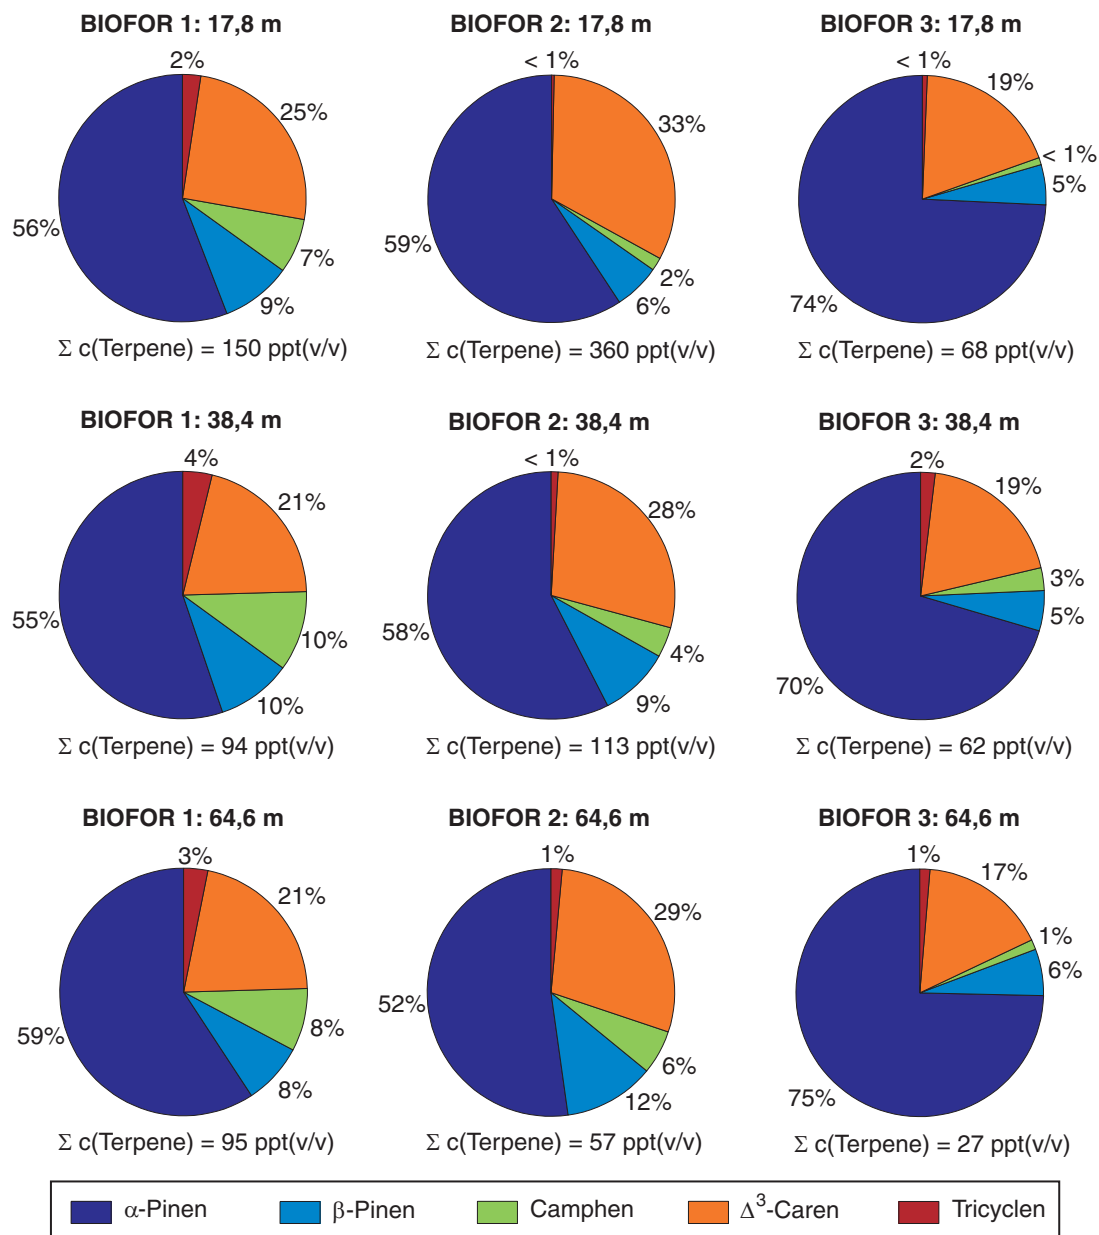 BIOFOR 1: 17,8 m
2%
25%
7%
9%
56%
Σ c(Terpene) = 150 ppt(v/v)
BIOFOR 2: 17,8 m
< 1%
33%
2%
6%
59%
Σ c(Terpene) = 360 ppt(v/v)
BIOFOR 3: 17,8 m
< 1%
19%
< 1%
5%
74%
Σ c(Terpene) = 68 ppt(v/v)
BIOFOR 1: 38,4 m
4%
21%
10%
10%
55%
Σ c(Terpene) = 94 ppt(v/v)
BIOFOR 2: 38,4 m
< 1%
28%
4%
9%
58%
Σ c(Terpene) = 113 ppt(v/v)
BIOFOR 3: 38,4 m
2%
19%
3%
5%
70%
Σ c(Terpene) = 62 ppt(v/v)
BIOFOR 1: 64,6 m
3%
21%
8%
8%
59%
Σ c(Terpene) = 95 ppt(v/v)
BIOFOR 2: 64,6 m
1%
29%
6%
12%
52%
Σ c(Terpene) = 57 ppt(v/v)
BIOFOR 3: 64,6 m
1%
17%
1%
6%
75%
Σ c(Terpene) = 27 ppt(v/v)
α-Pinen
β-Pinen
Camphen
Δ³-Caren
Tricyclen